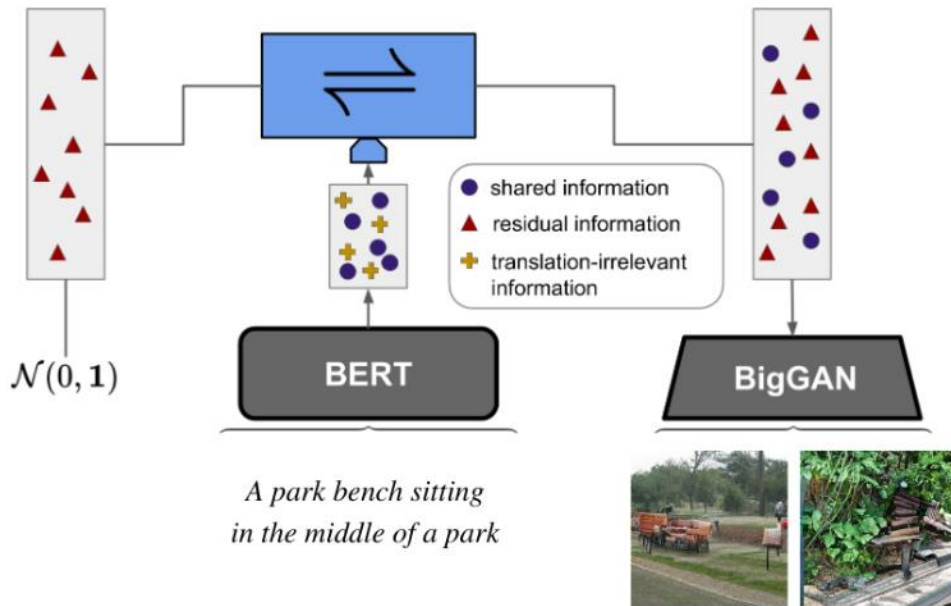 shared information
residual information
translation-irrelevant
information
𝒩(0, 𝟏)
BERT
BigGAN
A park bench sitting
in the middle of a park